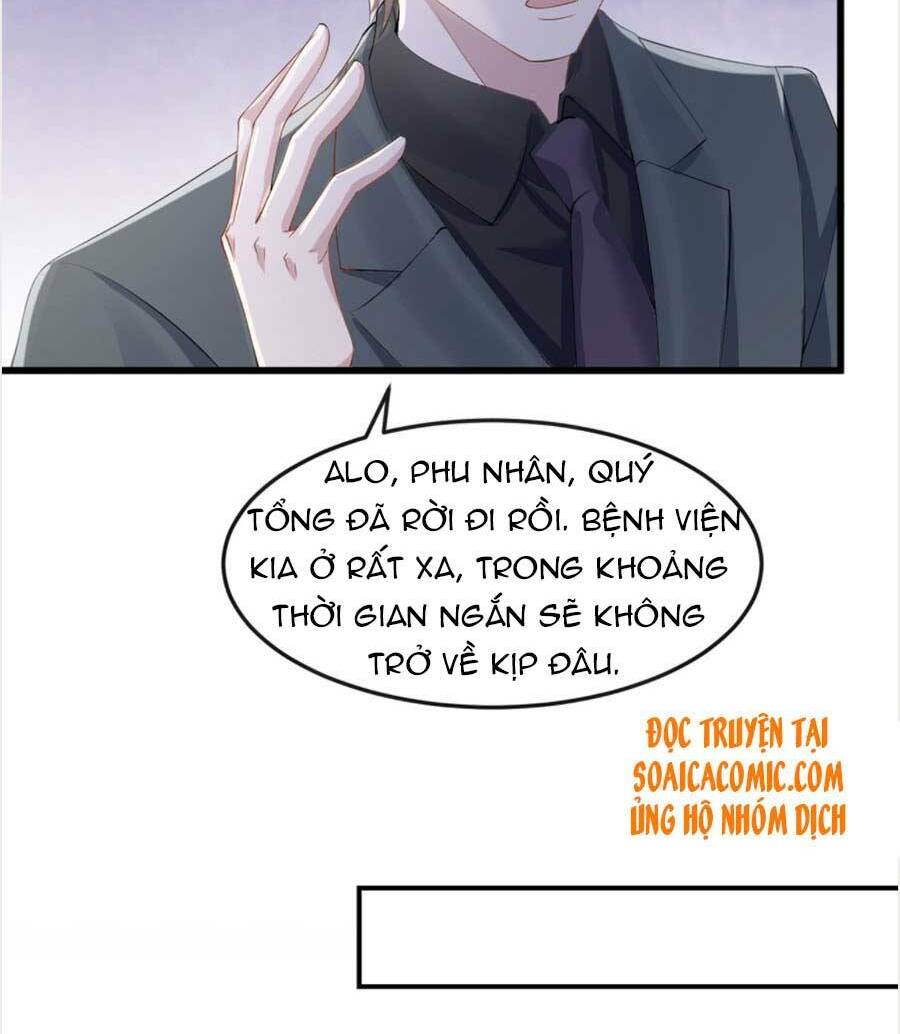 ALO, PHU NHÂN, QUÝ
TỔNG ĐÃ RỜI ĐI RỒI. BỆNH VIỆN
KIA Ở RẤT XA, TRONG KHOẢNG
THỜI GIAN NGẮN SẼ KHÔNG
TRỞ VỀ KỊP ĐÂU.
ĐỌC TRUYỆN TẠI
SOAICACOMIC.COM
ỦNG HỘ NHÓM DỊCH